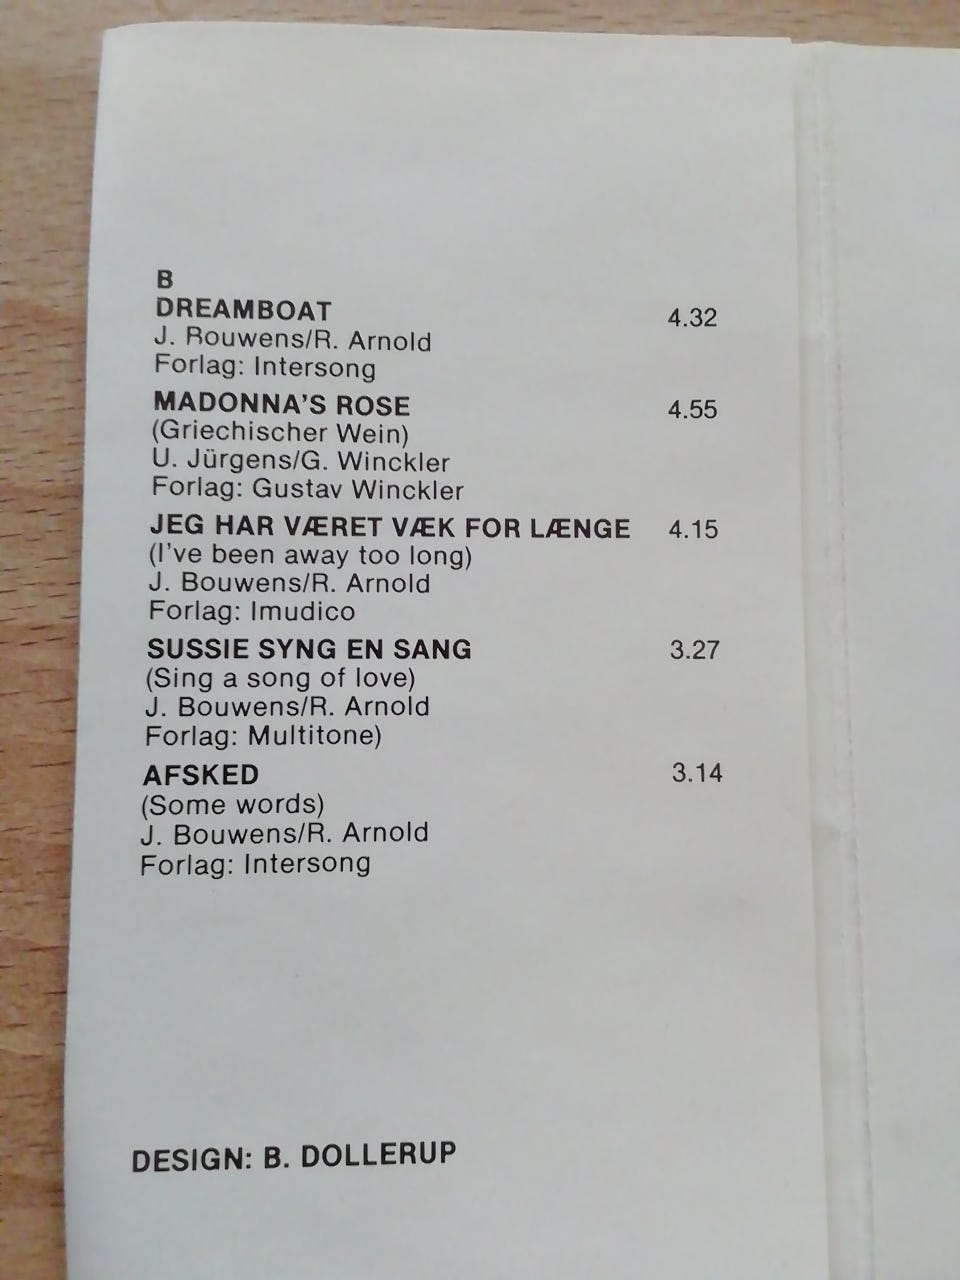 B
DREAMBOAT 4.32
J. Rouwens/R. Arnold
Forlag: Intersong
MADONNA'S ROSE 4.55
(Griechischer Wein)
U. Jürgens/G. Winckler
Forlag: Gustav Winckler
JEG HAR VÆRET VÆK FOR LÆNGE 4.15
(I've been away too long)
J. Bouwens/R. Arnold
Forlag: Imudico
SUSSIE SYNG EN SANG 3.27
(Sing a song of love)
J. Bouwens/R. Arnold
Forlag: Multitone)
AFSKED 3.14
(Some words)
J. Bouwens/R. Arnold
Forlag: Intersong
DESIGN: B. DOLLERUP